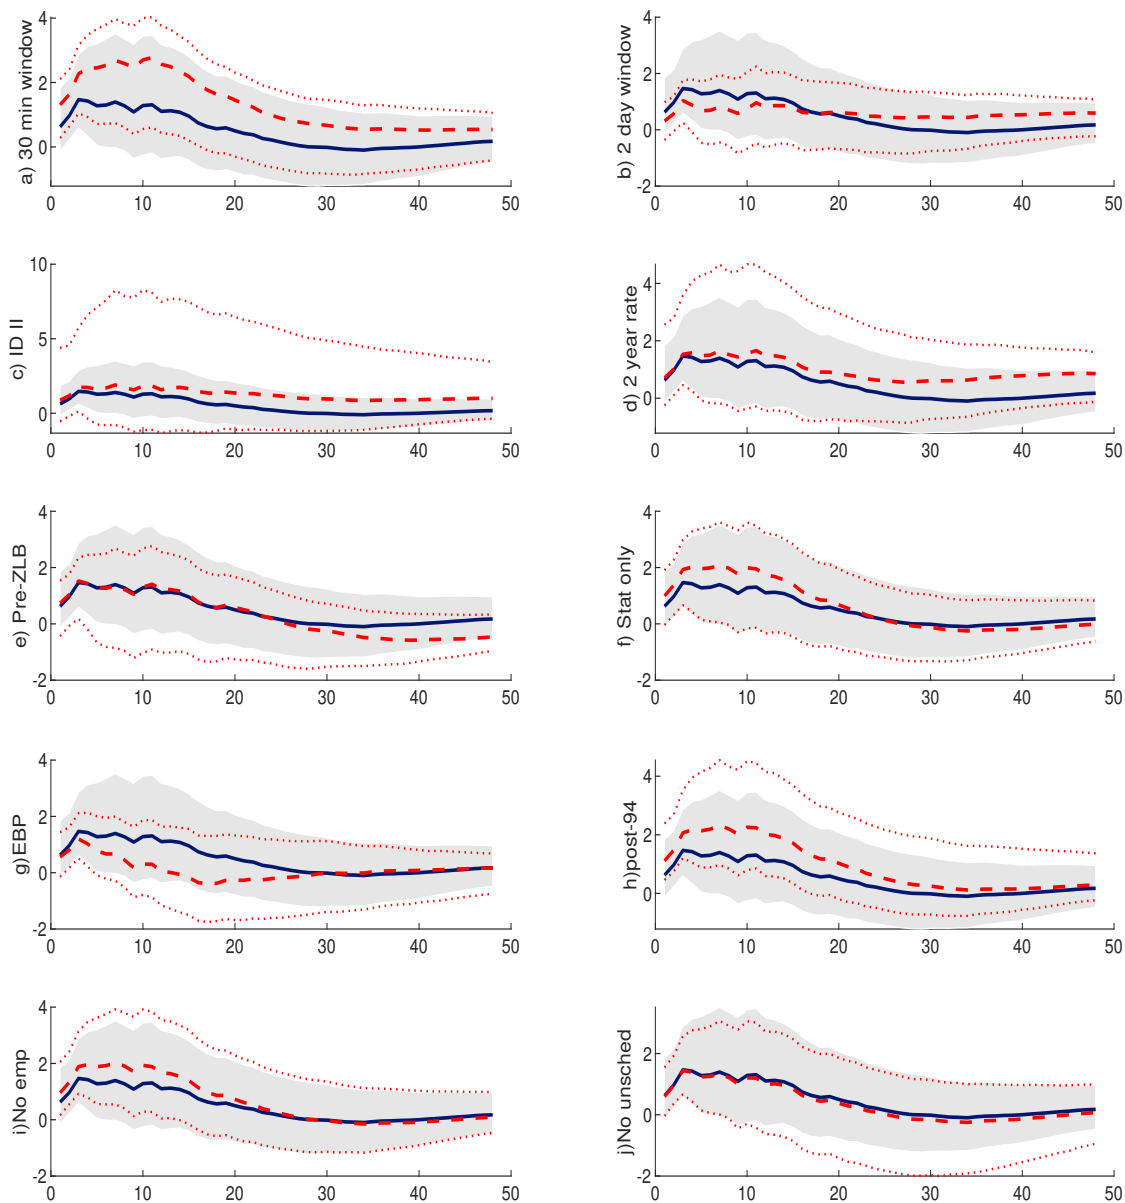 a) 30 min window
4
2
0
0 10 20 30 40 50
b) 2 day window
4
2
0
-2
0 10 20 30 40 50
c) ID II
10
5
0
0 10 20 30 40 50
d) 2 year rate
4
2
0
0 10 20 30 40 50
e) Pre-ZLB
4
2
0
-2
0 10 20 30 40 50
f) Stat only
4
2
0
-2
0 10 20 30 40 50
g)EBP
4
2
0
-2
0 10 20 30 40 50
h)post-94
4
2
0
0 10 20 30 40 50
i)No emp
4
2
0
-2
0 10 20 30 40 50
j)No unsched
2
0
-2
0 10 20 30 40 50